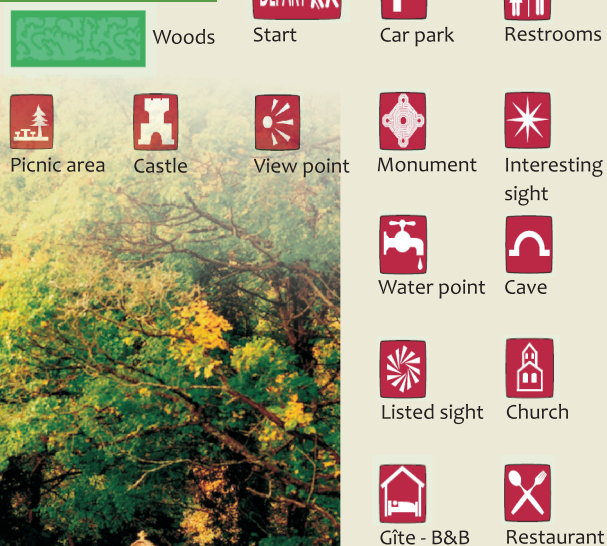 DEPART
Woods
Start
Car park
Restrooms
Picnic area
Castle
View point
Monument
Interesting
sight
Water point
Cave
Listed sight
Church
Gîte - B&B
Restaurant